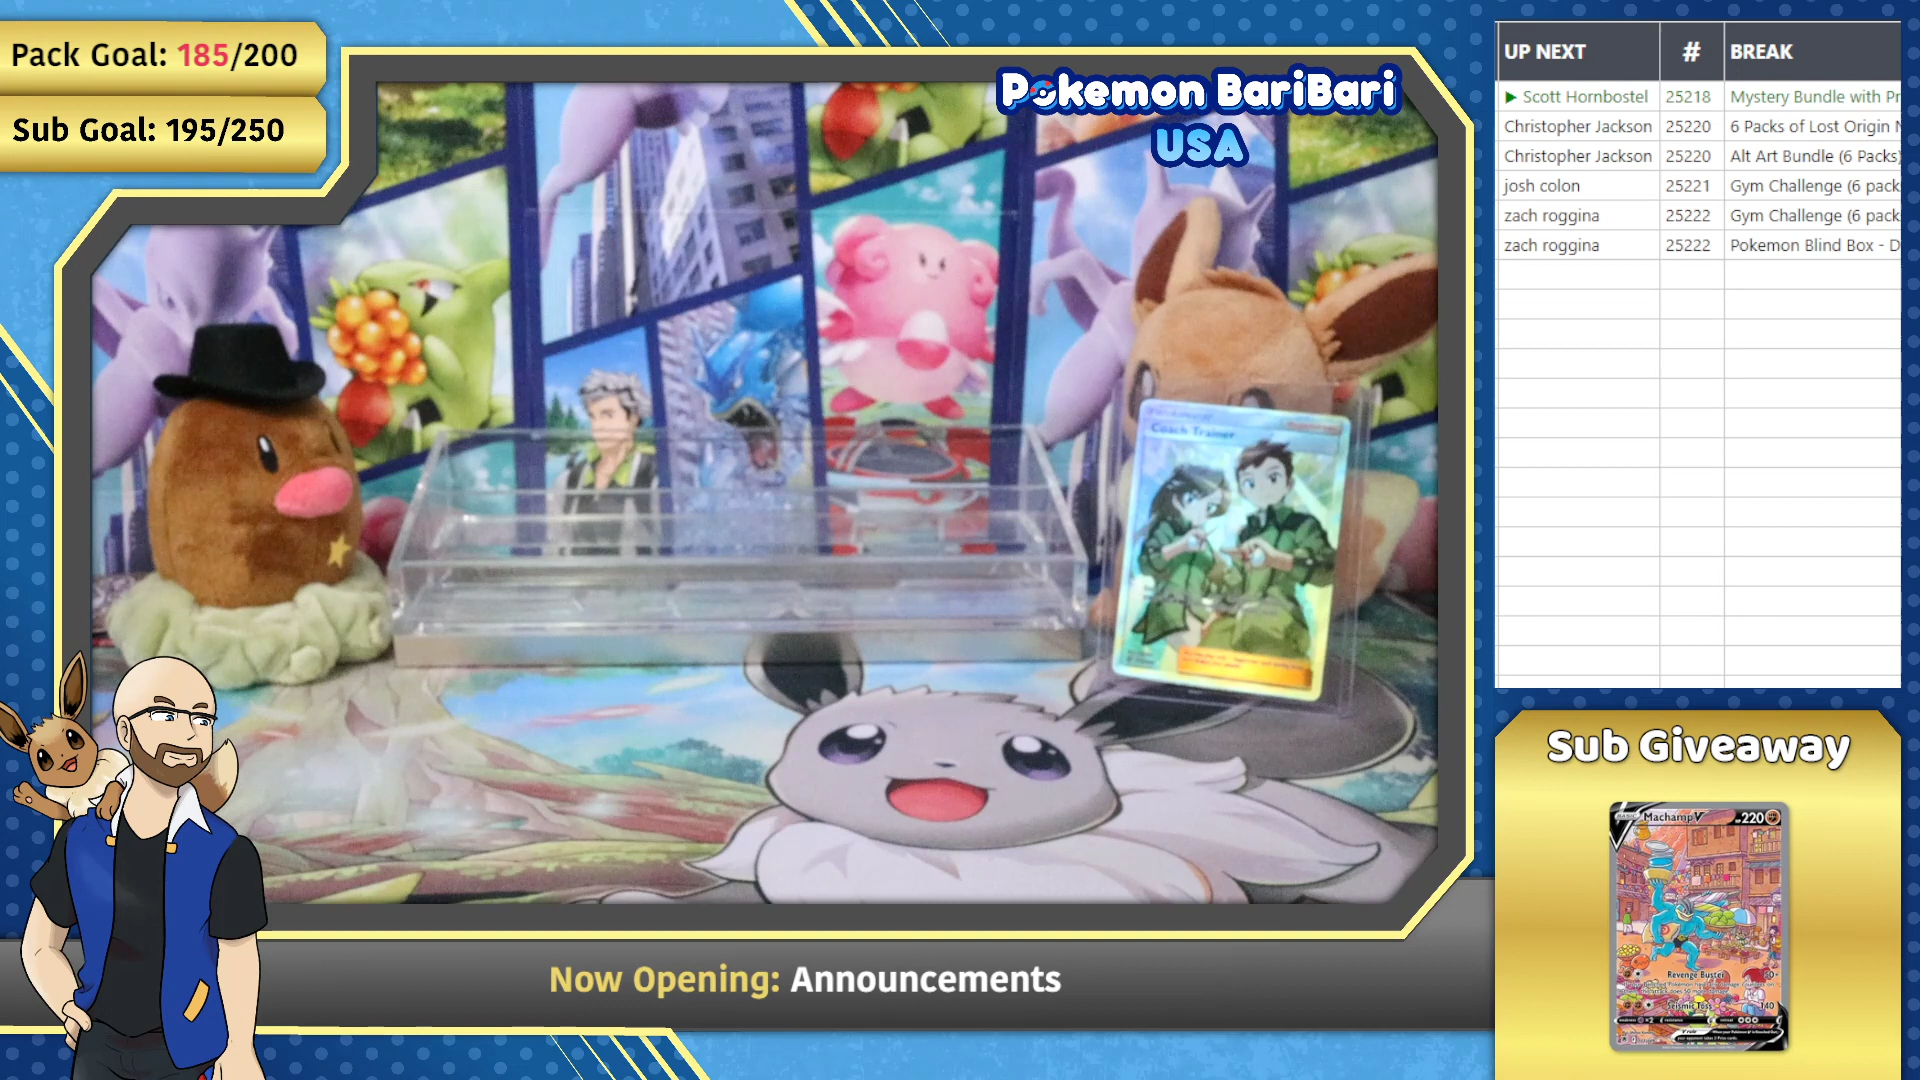 Pack Goal: 185/200
Sub Goal: 195/250
Pokemon BariBari
USA
UP NEXT # BREAK
▶ Scott Hornbostel 25218 Mystery Bundle with Pr
Christopher Jackson 25220 6 Packs of Lost Origin
Christopher Jackson 25220 Alt Art Bundle (6 Packs)
josh colon 25221 Gym Challenge (6 pack
zach roggina 25222 Gym Challenge (6 pack
zach roggina 25222 Pokemon Blind Box - D
Coach Trainer
Sub Giveaway
BASIC Machamp V 220
Revenge Buster 50+
Seismic Toss 140
Now Opening: Announcements